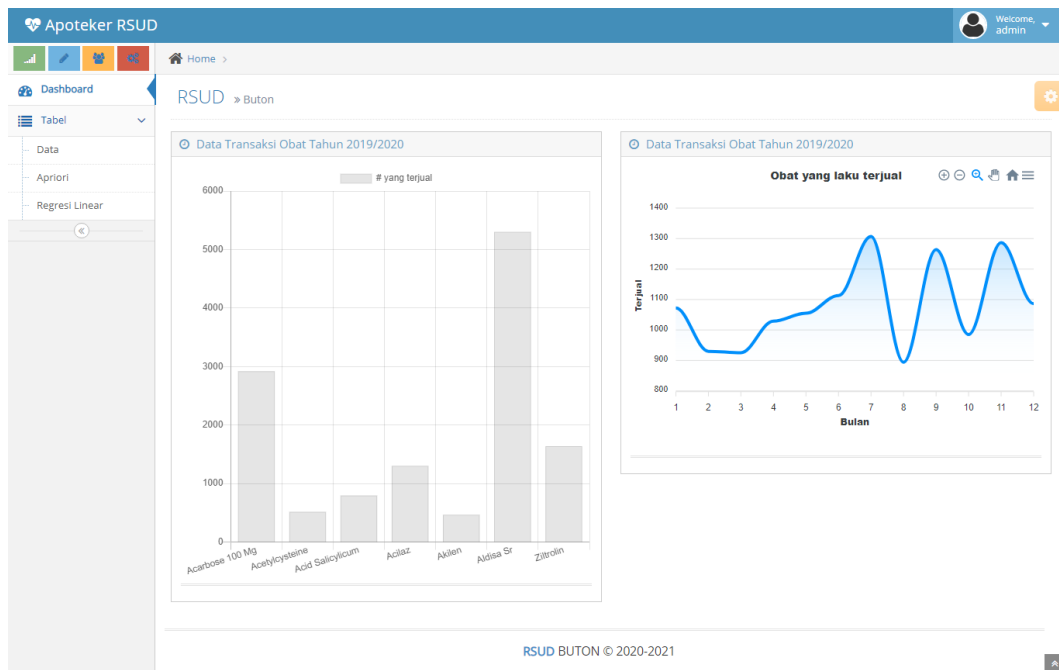 Apoteker RSUD
Welcome,
admin
Home
Dashboard
Tabel
Data
Apriori
Regresi Linear
RSUD » Buton
Data Transaksi Obat Tahun 2019/2020
# yang terjual
6000
5000
4000
3000
2000
1000
0
Acarbose 100 Mg
Acetylcysteine
Acid Salicylicum
Acilaz
Akilen
Aldisa Sr
Ziltrolin
Data Transaksi Obat Tahun 2019/2020
Obat yang laku terjual
1400
1300
1200
1100
1000
900
800
Terjual
1 2 3 4 5 6 7 8 9 10 11 12
Bulan
RSUD BUTON © 2020-2021